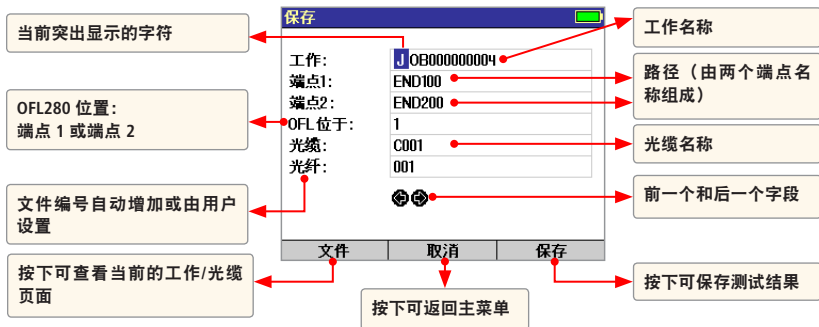 保存
当前突出显示的字符
工作名称
工作: JOB00000004
端点1: END100
路径（由两个端点名
称组成）
端点2: END200
OFL280 位置：
端点 1 或端点 2
OFL位于: 1
光缆: C001
光缆名称
光纤: 001
前一个和后一个字段
文件编号自动增加或由用户
设置
文件 取消 保存
按下可查看当前的工作/光缆
页面
按下可返回主菜单
按下可保存测试结果